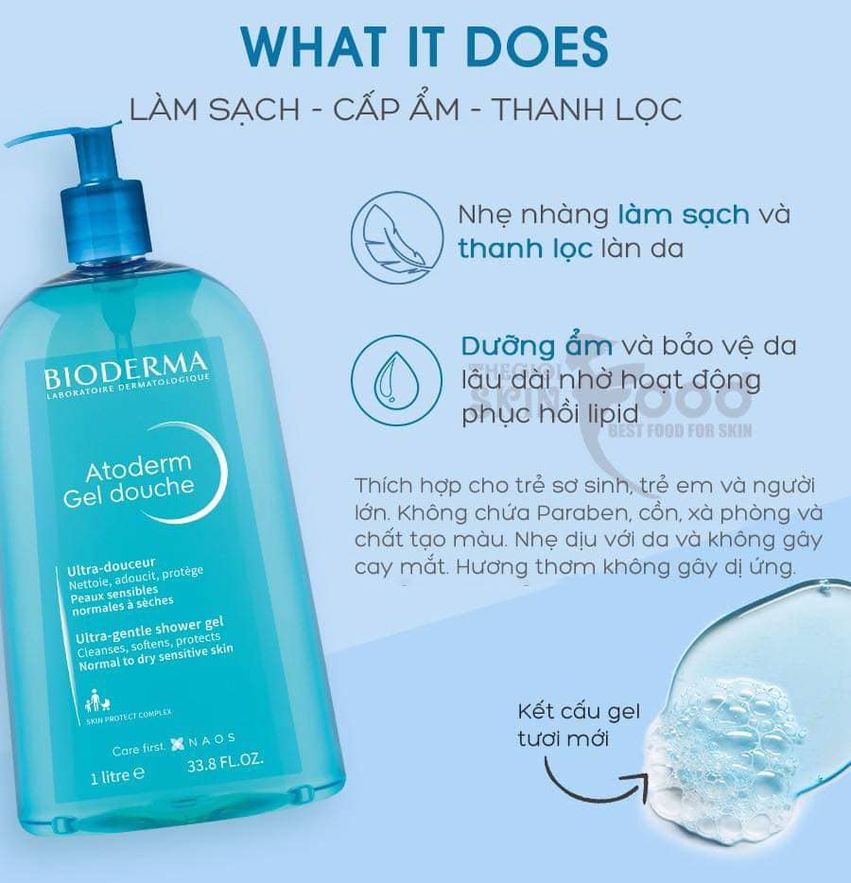 WHAT IT DOES
LÀM SẠCH - CẤP ẨM - THANH LỌC
Nhẹ nhàng làm sạch và
thanh lọc làn da
Dưỡng ẩm và bảo vệ da
lâu dài nhờ hoạt động
phục hồi lipid
THEGIOI
SKIN
Food
BEST FOOD FOR SKIN
Thích hợp cho trẻ sơ sinh, trẻ em và người
lớn. Không chứa Paraben, cồn, xà phòng và
chất tạo màu. Nhẹ dịu với da và không gây
cay mắt. Hương thơm không gây dị ứng.
Kết cấu gel
tươi mới
BIODERMA
LABORATOIRE DERMATOLOGIQUE
Atoderm
Gel douche
Ultra-douceur
Nettoie, adoucit, protège
Peaux sensibles
normales à sèches
Ultra-gentle shower gel
Cleanses, softens, protects
Normal to dry sensitive skin
SKIN PROTECT COMPLEX
Care first. NAOS
1 litre e 33.8 FL.OZ.